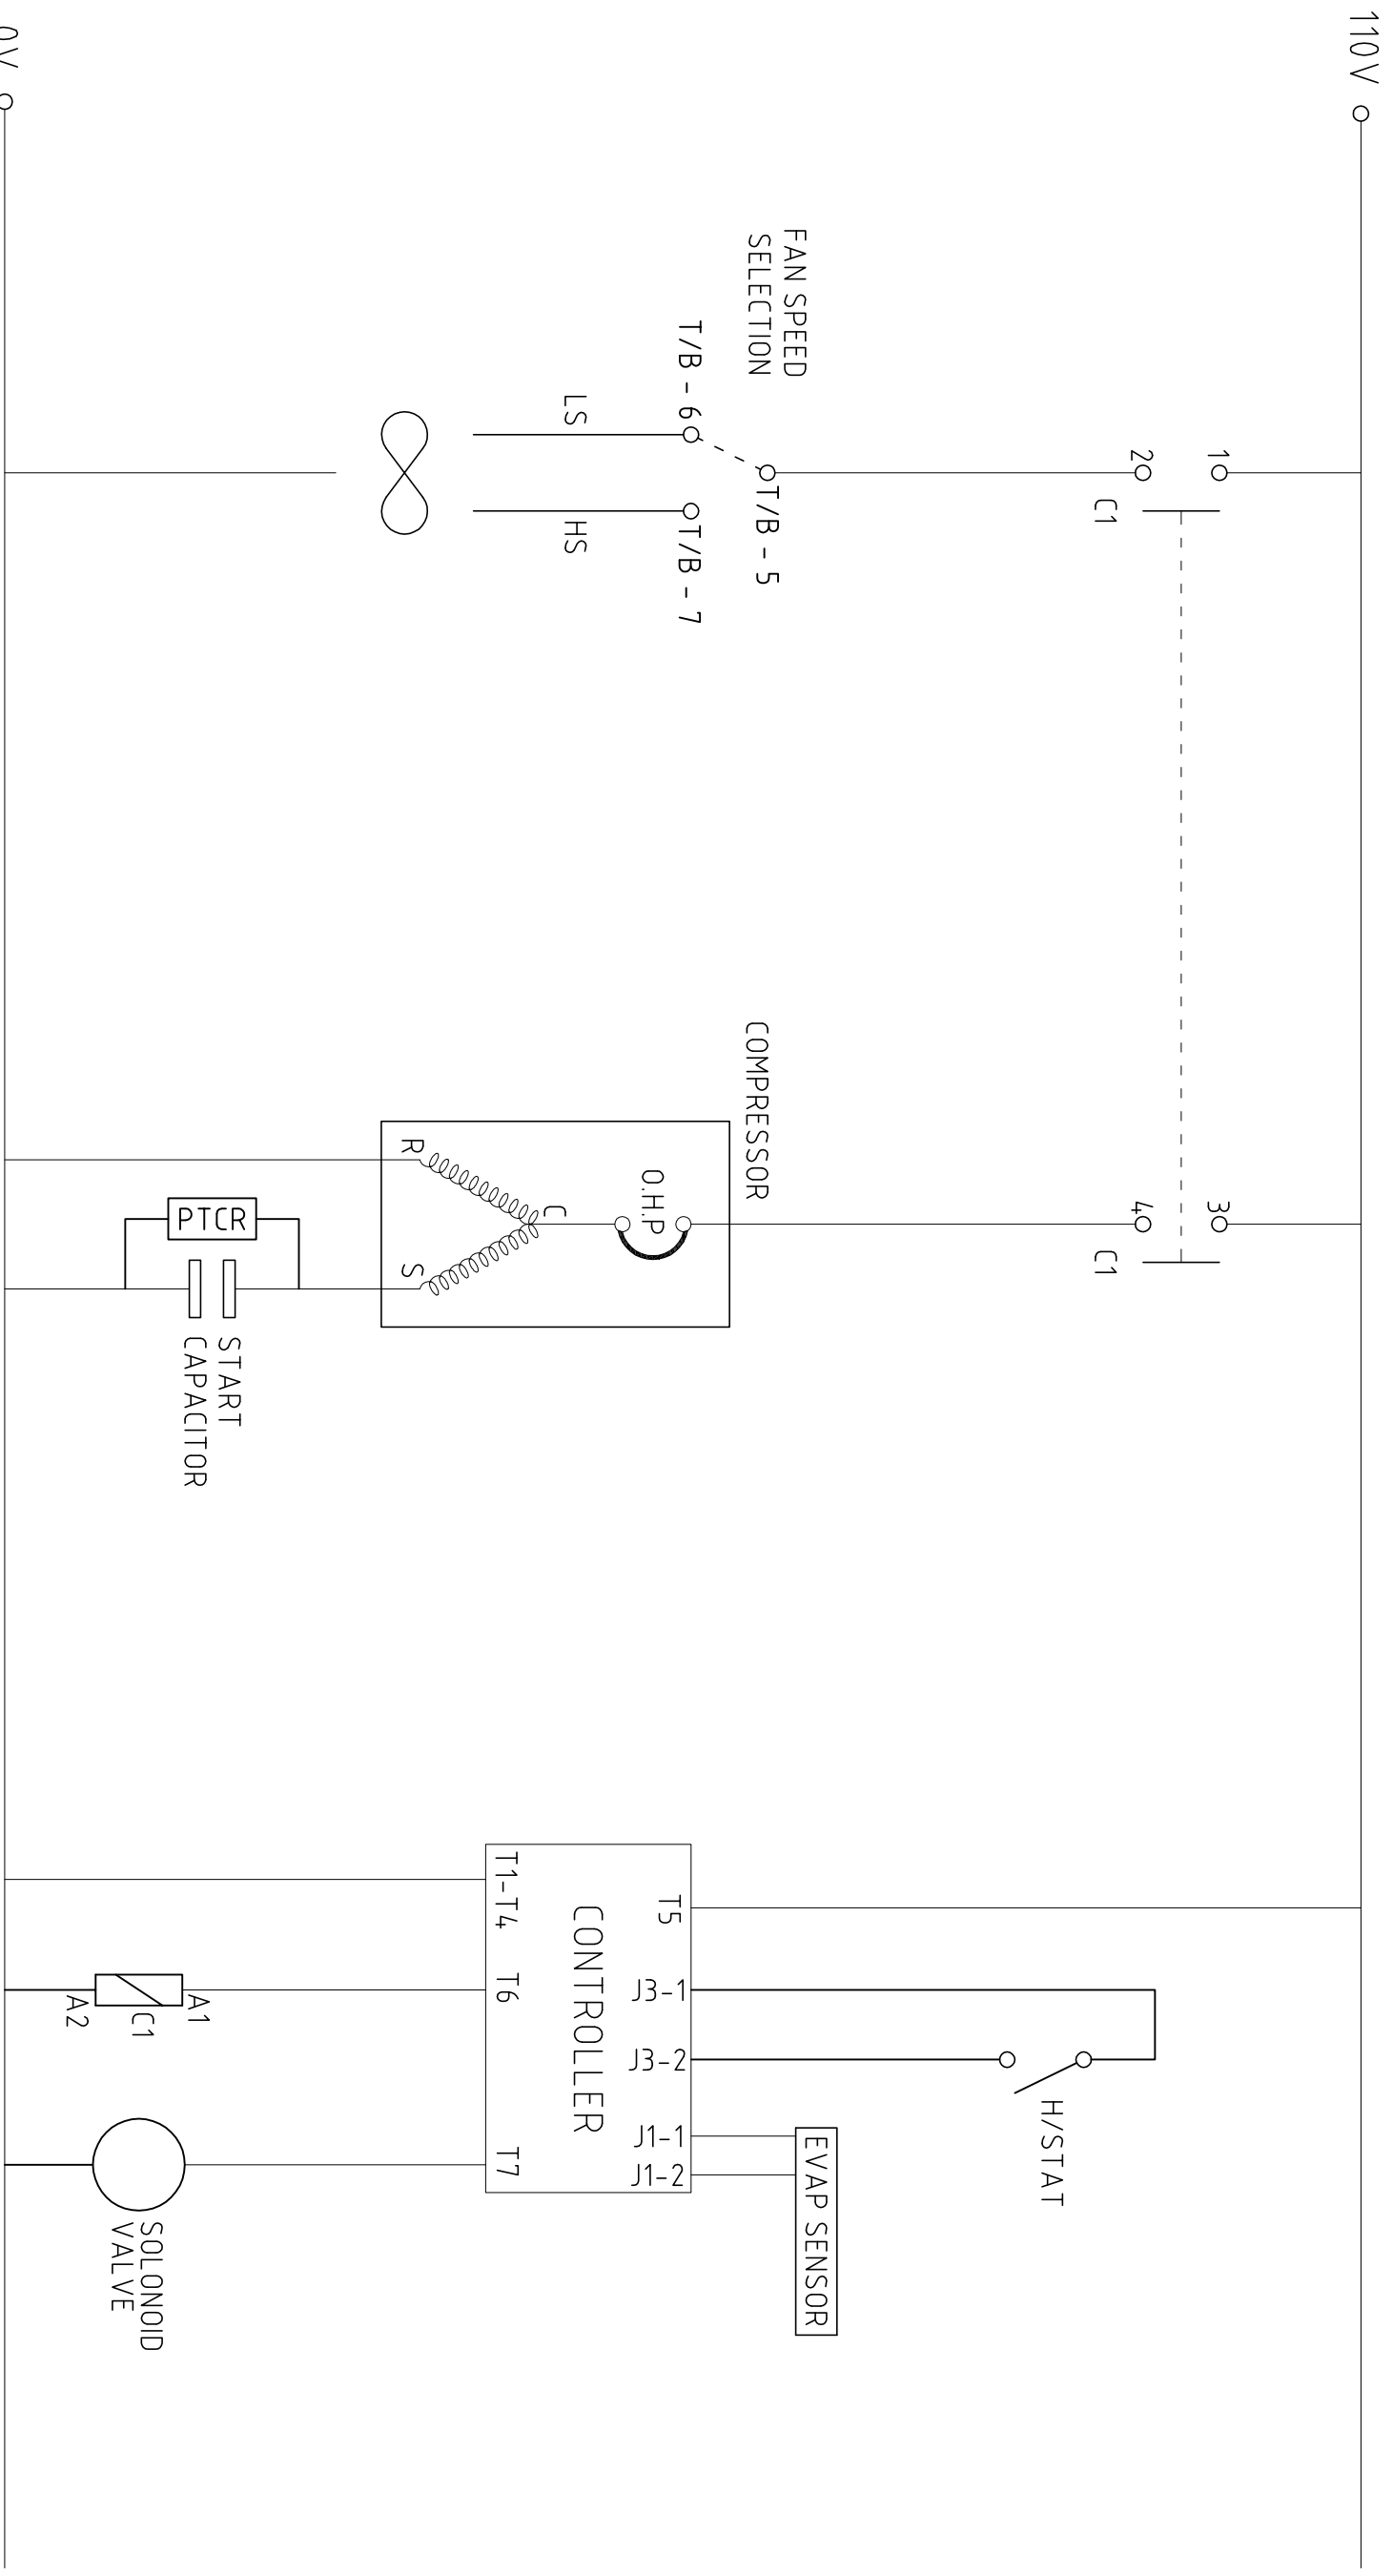 110V
1
2
C1
3
4
C1
FAN SPEED
SELECTION
T/B - 5
T/B - 6
T/B - 7
LS
HS
COMPRESSOR
O.H.P
C
R
S
PTCR
START
CAPACITOR
H/STAT
EVAP SENSOR
T5
J3-1
J3-2
J1-1
J1-2
CONTROLLER
T1-T4
T6
T7
A1
C1
A2
SOLONOID
VALVE
0V